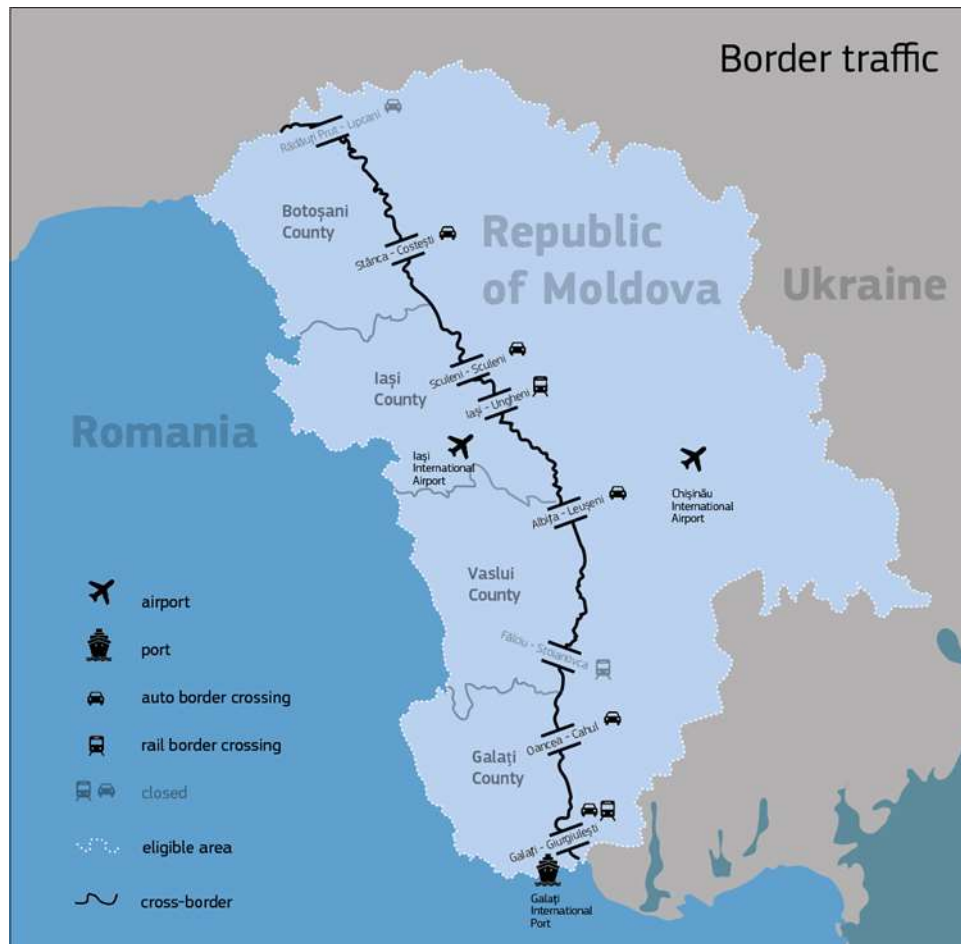 Border traffic
Rădăuți Prut - Lipcani
Botoșani
County
Republic
of Moldova
Stânca - Costești
Ukraine
Sculeni - Sculeni
Iași
County
Iași - Ungheni
Romania
Iași
International
Airport
Chișinău
International
Airport
Albița - Leușeni
Vaslui
County
airport
Fălciu - Stoianovca
port
auto border crossing
Oancea - Cahul
rail border crossing
Galați
County
closed
Galați - Giurgiulești
eligible area
Galați
International
Port
cross-border